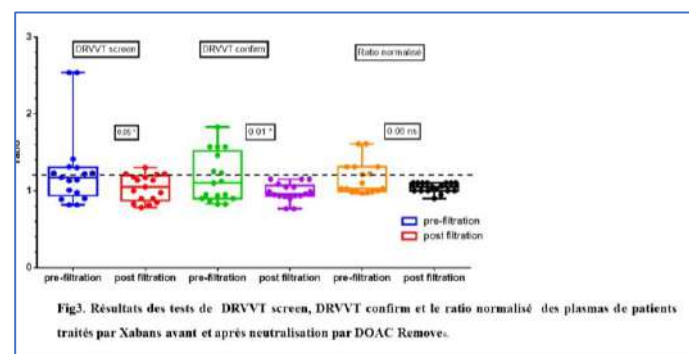 3
DRVVT screen
DRVVT confirm
Ratio normalisé
2
0.05 *
0.01 *
0.06 ns
ratio
1
pre-filtration
post filtration
0
pre-filtration post filtration pre-filtration post filtration pre-filtration post filtration
Fig3. Résultats des tests de DRVVT screen, DRVVT confirm et le ratio normalisé des plasmas de patients
traités par Xabans avant et après neutralisation par DOAC Remove